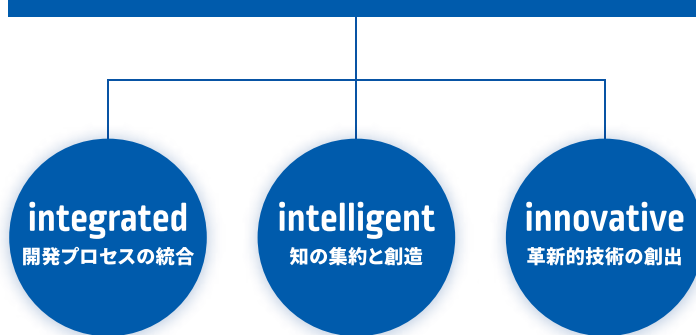 integrated
開発プロセスの統合
intelligent
知の集約と創造
innovative
革新的技術の創出